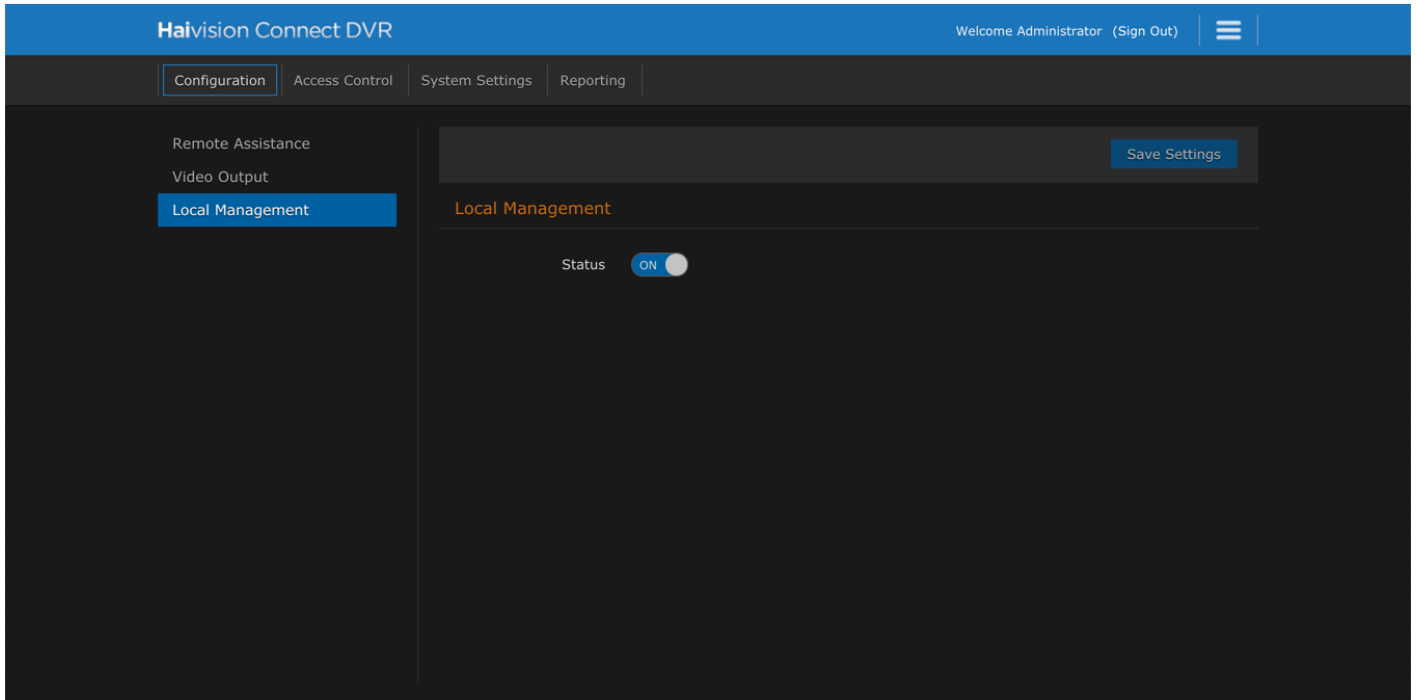 Haivision Connect DVR
Welcome Administrator (Sign Out)
Configuration Access Control System Settings Reporting
Remote Assistance
Video Output
Local Management
Save Settings
Local Management
Status ON